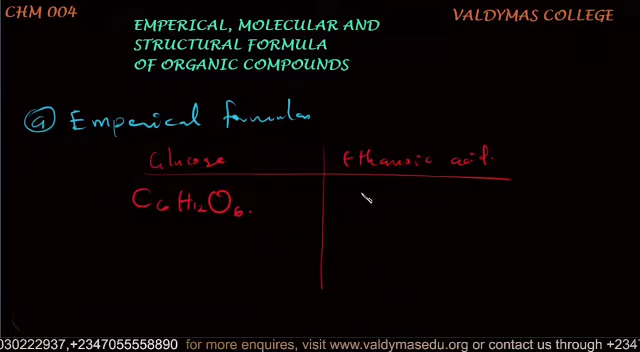 CHM 004
VALDYMAS COLLEGE
EMPERICAL, MOLECULAR AND
STRUCTURAL FORMULA
OF ORGANIC COMPOUNDS
a Emperical formulas
Glucose
Ethanoic acid.
C6H12O6.
030222937,+2347055558890 for more enquires, visit www.valdymasedu.org or contact us through +234